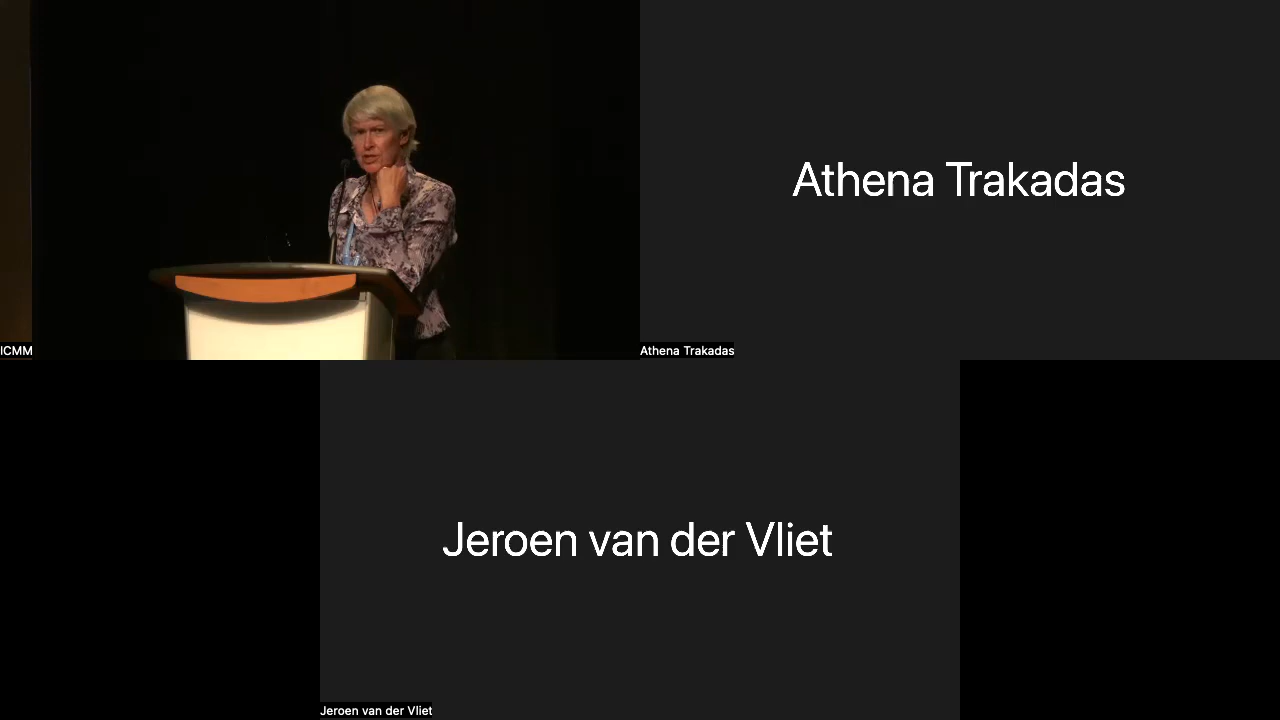 Athena Trakadas
ICMM
Athena Trakadas
Jeroen van der Vliet
Jeroen van der Vliet